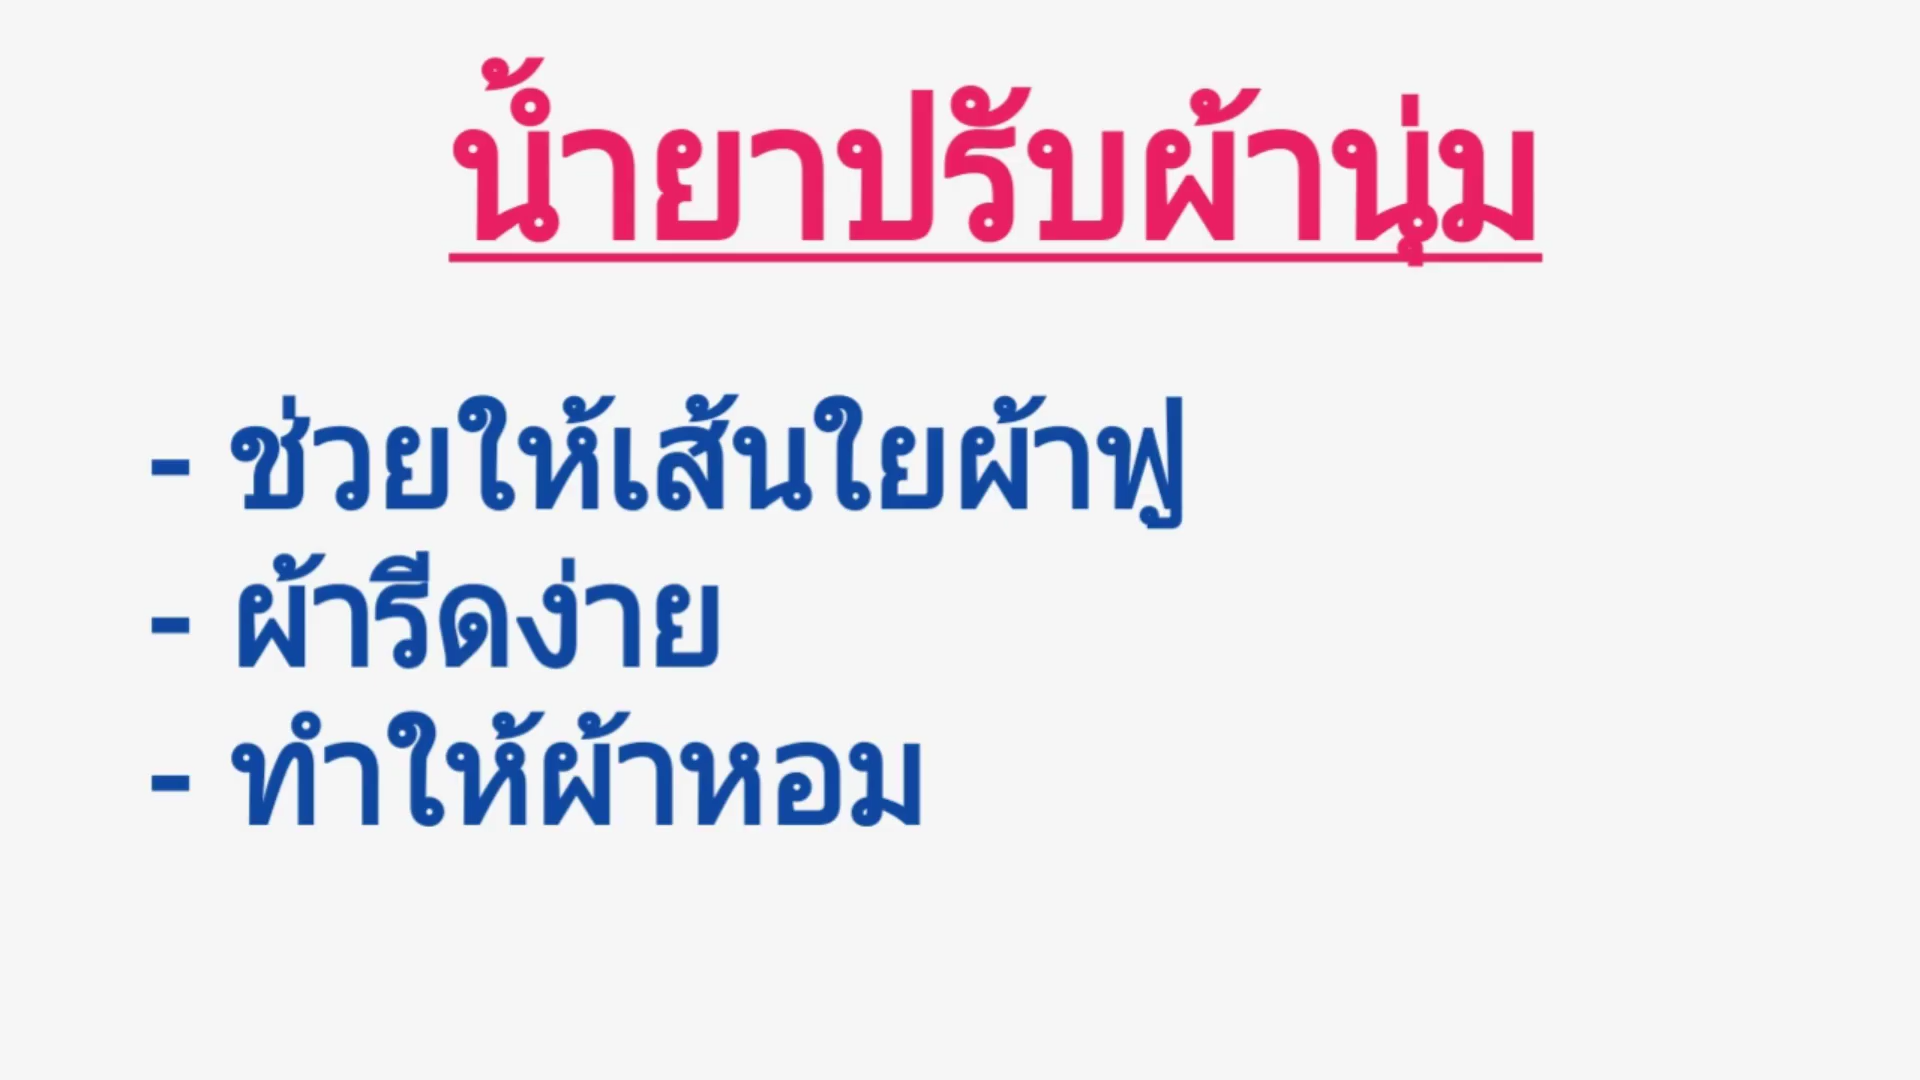 น้ำยาปรับผ้านุ่ม
- ช่วยให้เส้นใยผ้าฟู
- ผ้ารีดง่าย
- ทำให้ผ้าหอม